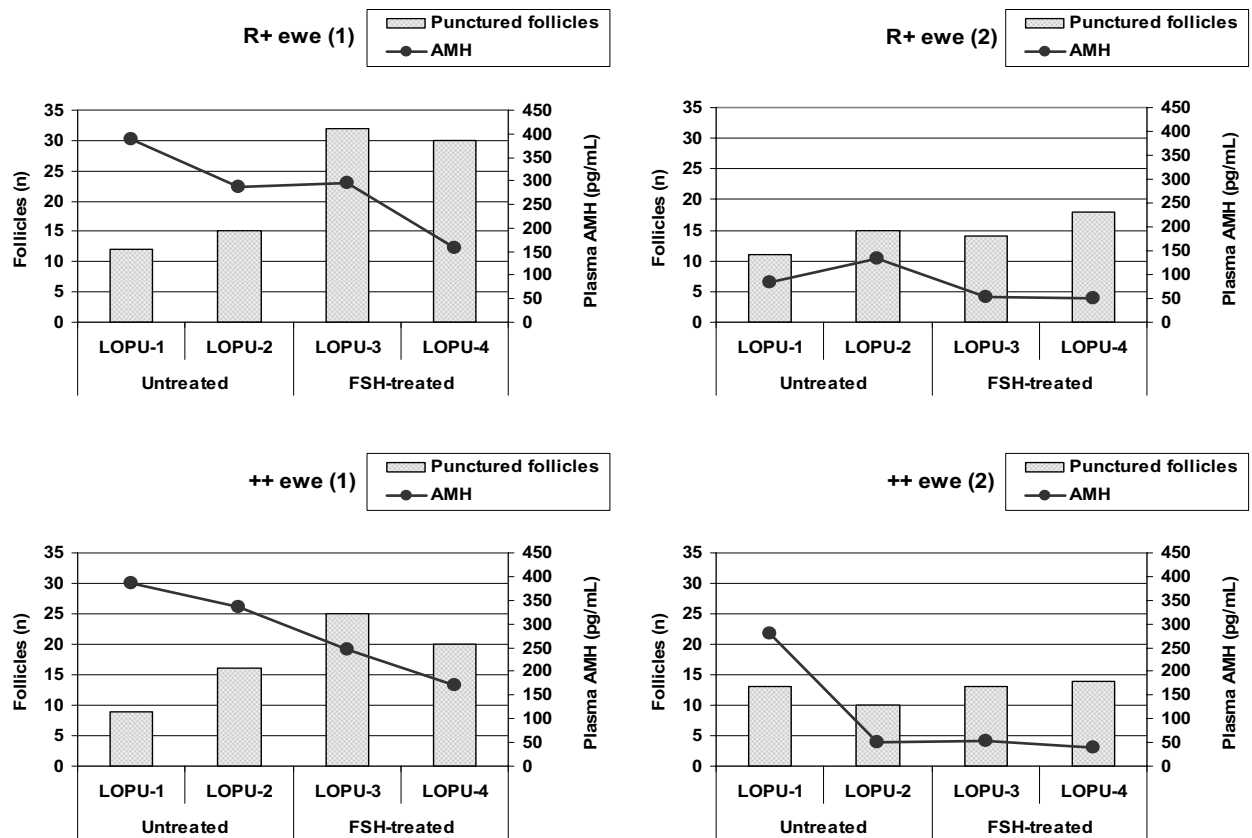 R+ ewe (1)
Punctured follicles
AMH
Follicles (n)
35
30
25
20
15
10
5
0
450
400
350
300
250
200
150
100
50
0
Plasma AMH (pg/mL)
LOPU-1 LOPU-2 LOPU-3 LOPU-4
Untreated FSH-treated
R+ ewe (2)
Punctured follicles
AMH
Follicles (n)
35
30
25
20
15
10
5
0
450
400
350
300
250
200
150
100
50
0
Plasma AMH (pg/mL)
LOPU-1 LOPU-2 LOPU-3 LOPU-4
Untreated FSH-treated
++ ewe (1)
Punctured follicles
AMH
Follicles (n)
35
30
25
20
15
10
5
0
450
400
350
300
250
200
150
100
50
0
Plasma AMH (pg/mL)
LOPU-1 LOPU-2 LOPU-3 LOPU-4
Untreated FSH-treated
++ ewe (2)
Punctured follicles
AMH
Follicles (n)
35
30
25
20
15
10
5
0
450
400
350
300
250
200
150
100
50
0
Plasma AMH (pg/mL)
LOPU-1 LOPU-2 LOPU-3 LOPU-4
Untreated FSH-treated